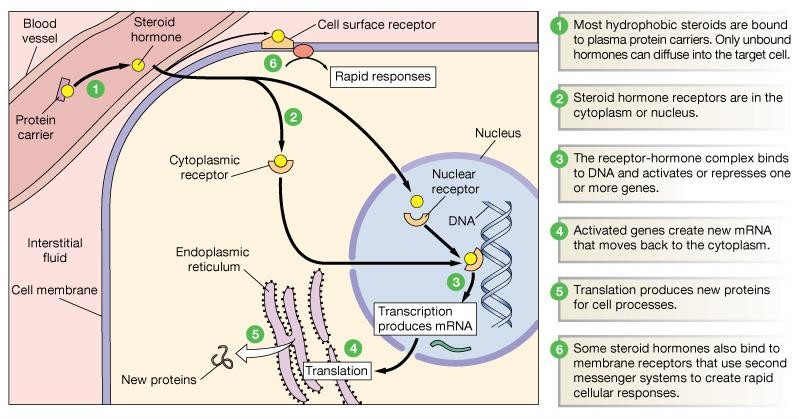 Blood
vessel
Steroid
hormone
Cell surface receptor
6
Rapid responses
1
Protein
carrier
2
Nucleus
Cytoplasmic
receptor
Nuclear
receptor
DNA
Interstitial
fluid
Endoplasmic
reticulum
Cell membrane
3
Transcription
produces mRNA
5
4
Translation
New proteins
1 Most hydrophobic steroids are bound
to plasma protein carriers. Only unbound
hormones can diffuse into the target cell.
2 Steroid hormone receptors are in the
cytoplasm or nucleus.
3 The receptor-hormone complex binds
to DNA and activates or represses one
or more genes.
4 Activated genes create new mRNA
that moves back to the cytoplasm.
5 Translation produces new proteins
for cell processes.
6 Some steroid hormones also bind to
membrane receptors that use second
messenger systems to create rapid
cellular responses.